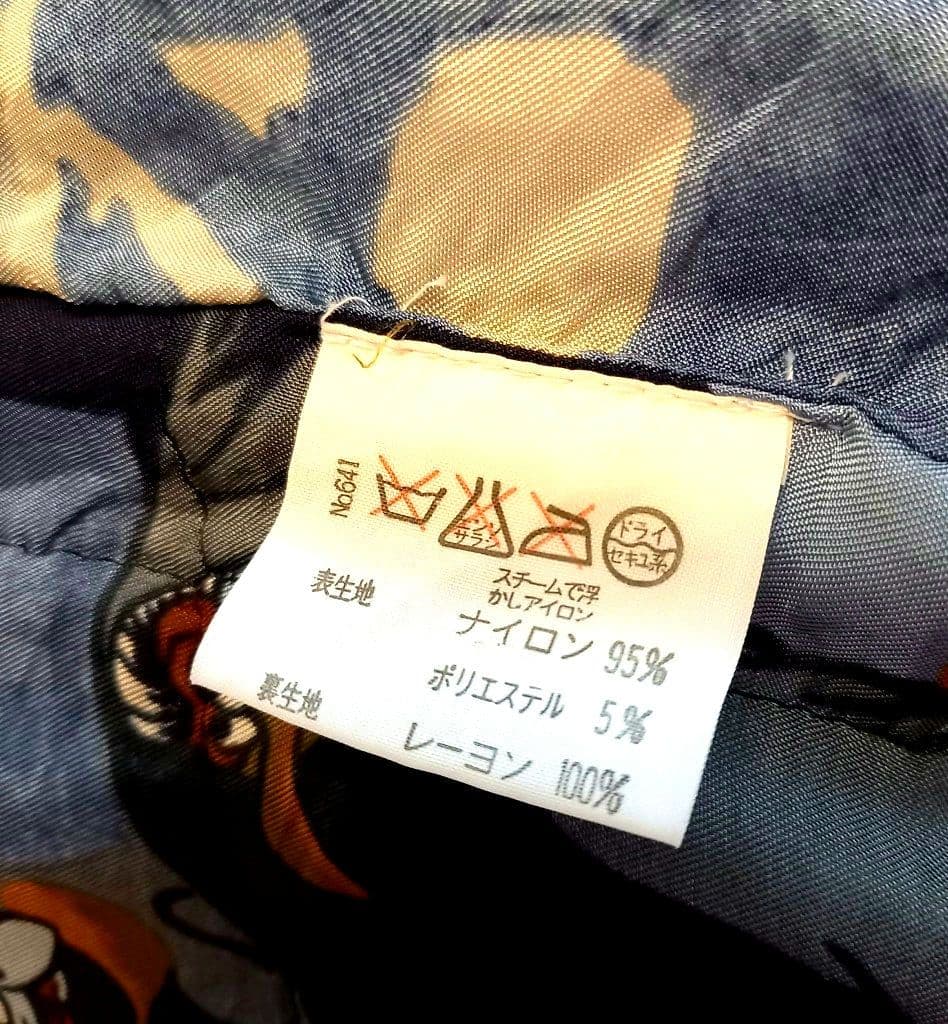 No641
エンソ
サラシ
ドライ
セキユ系
スチームで浮
かしアイロン
表生地
ナイロン 95%
ポリエステル 5%
裏生地
レーヨン 100%